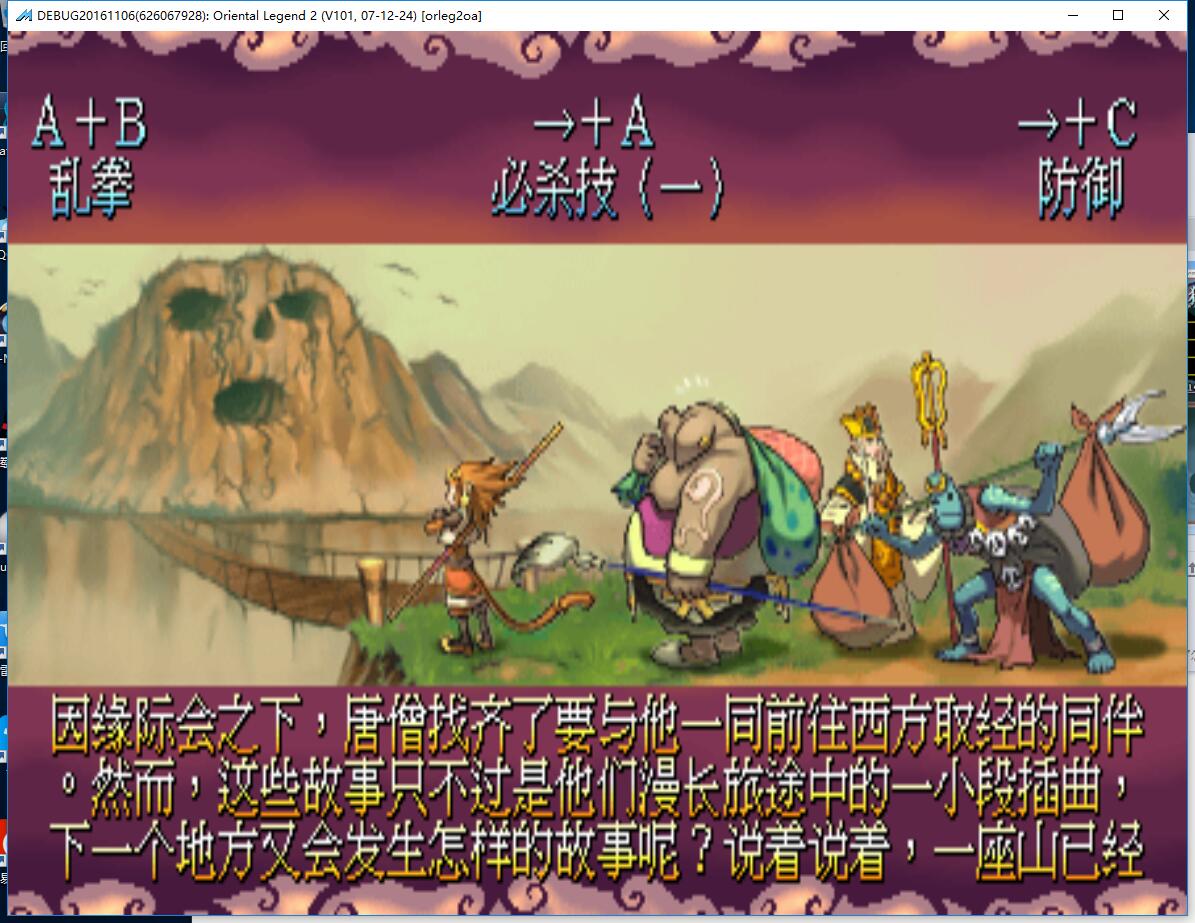 DEBUG20161106(626067928): Oriental Legend 2 (V101, 07-12-24) [orleg2oa]
A+B →+A →+C
乱拳 必杀技（一） 防御
因缘际会之下，唐僧找齐了要与他一同前往西方取经的同伴
。然而，这些故事只不过是他们漫长旅途中的一小段插曲，
下一个地方又会发生怎样的故事呢？说着说着，一座山已经